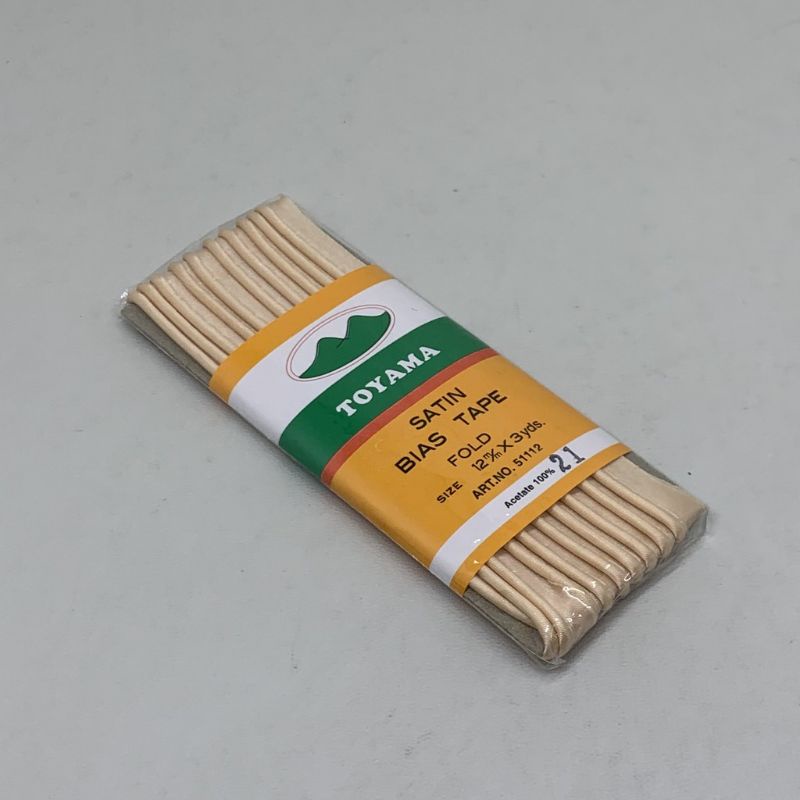 TOYAMA
SATIN
BIAS TAPE
FOLD
SIZE 12m/m X 3yds.
ART.NO. 51112
Acetate 100% 21